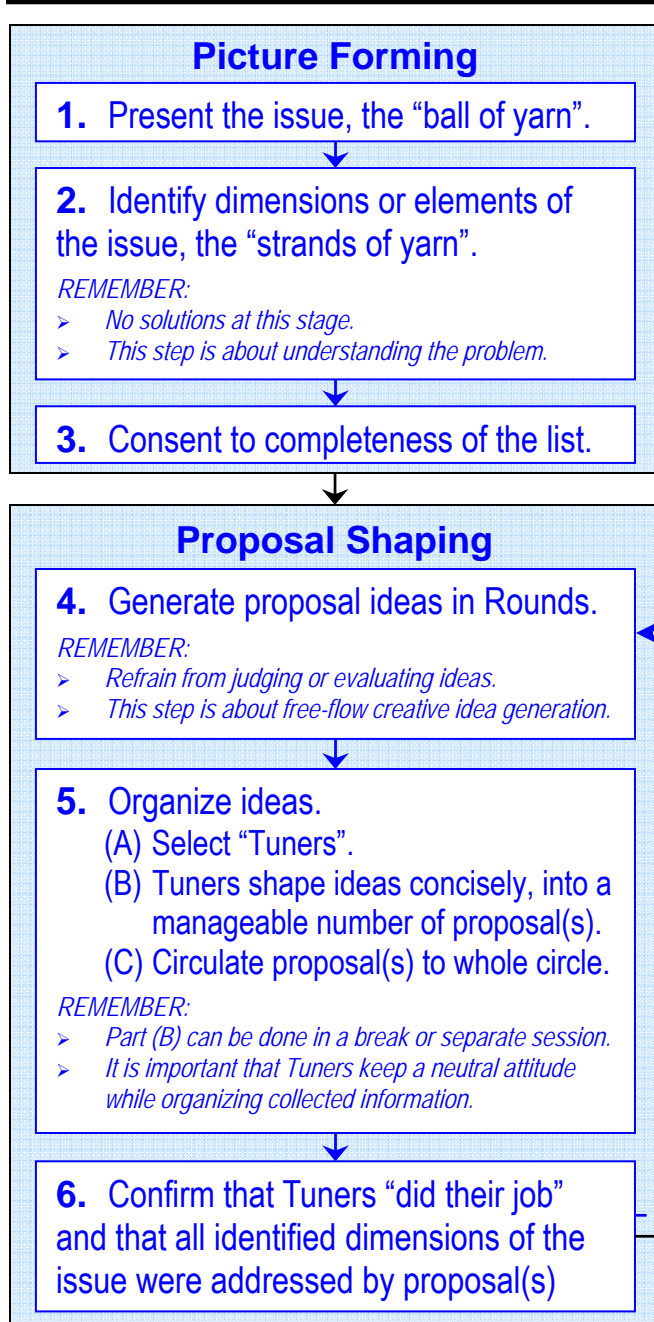 Picture Forming
1. Present the issue, the “ball of yarn”.
2. Identify dimensions or elements of
the issue, the “strands of yarn”.
REMEMBER:
➢ No solutions at this stage.
➢ This step is about understanding the problem.
3. Consent to completeness of the list.
Proposal Shaping
4. Generate proposal ideas in Rounds.
REMEMBER:
➢ Refrain from judging or evaluating ideas.
➢ This step is about free-flow creative idea generation.
5. Organize ideas.
(A) Select “Tuners”.
(B) Tuners shape ideas concisely, into a
manageable number of proposal(s).
(C) Circulate proposal(s) to whole circle.
REMEMBER:
➢ Part (B) can be done in a break or separate session.
➢ It is important that Tuners keep a neutral attitude
while organizing collected information.
6. Confirm that Tuners “did their job”
and that all identified dimensions of the
issue were addressed by proposal(s)